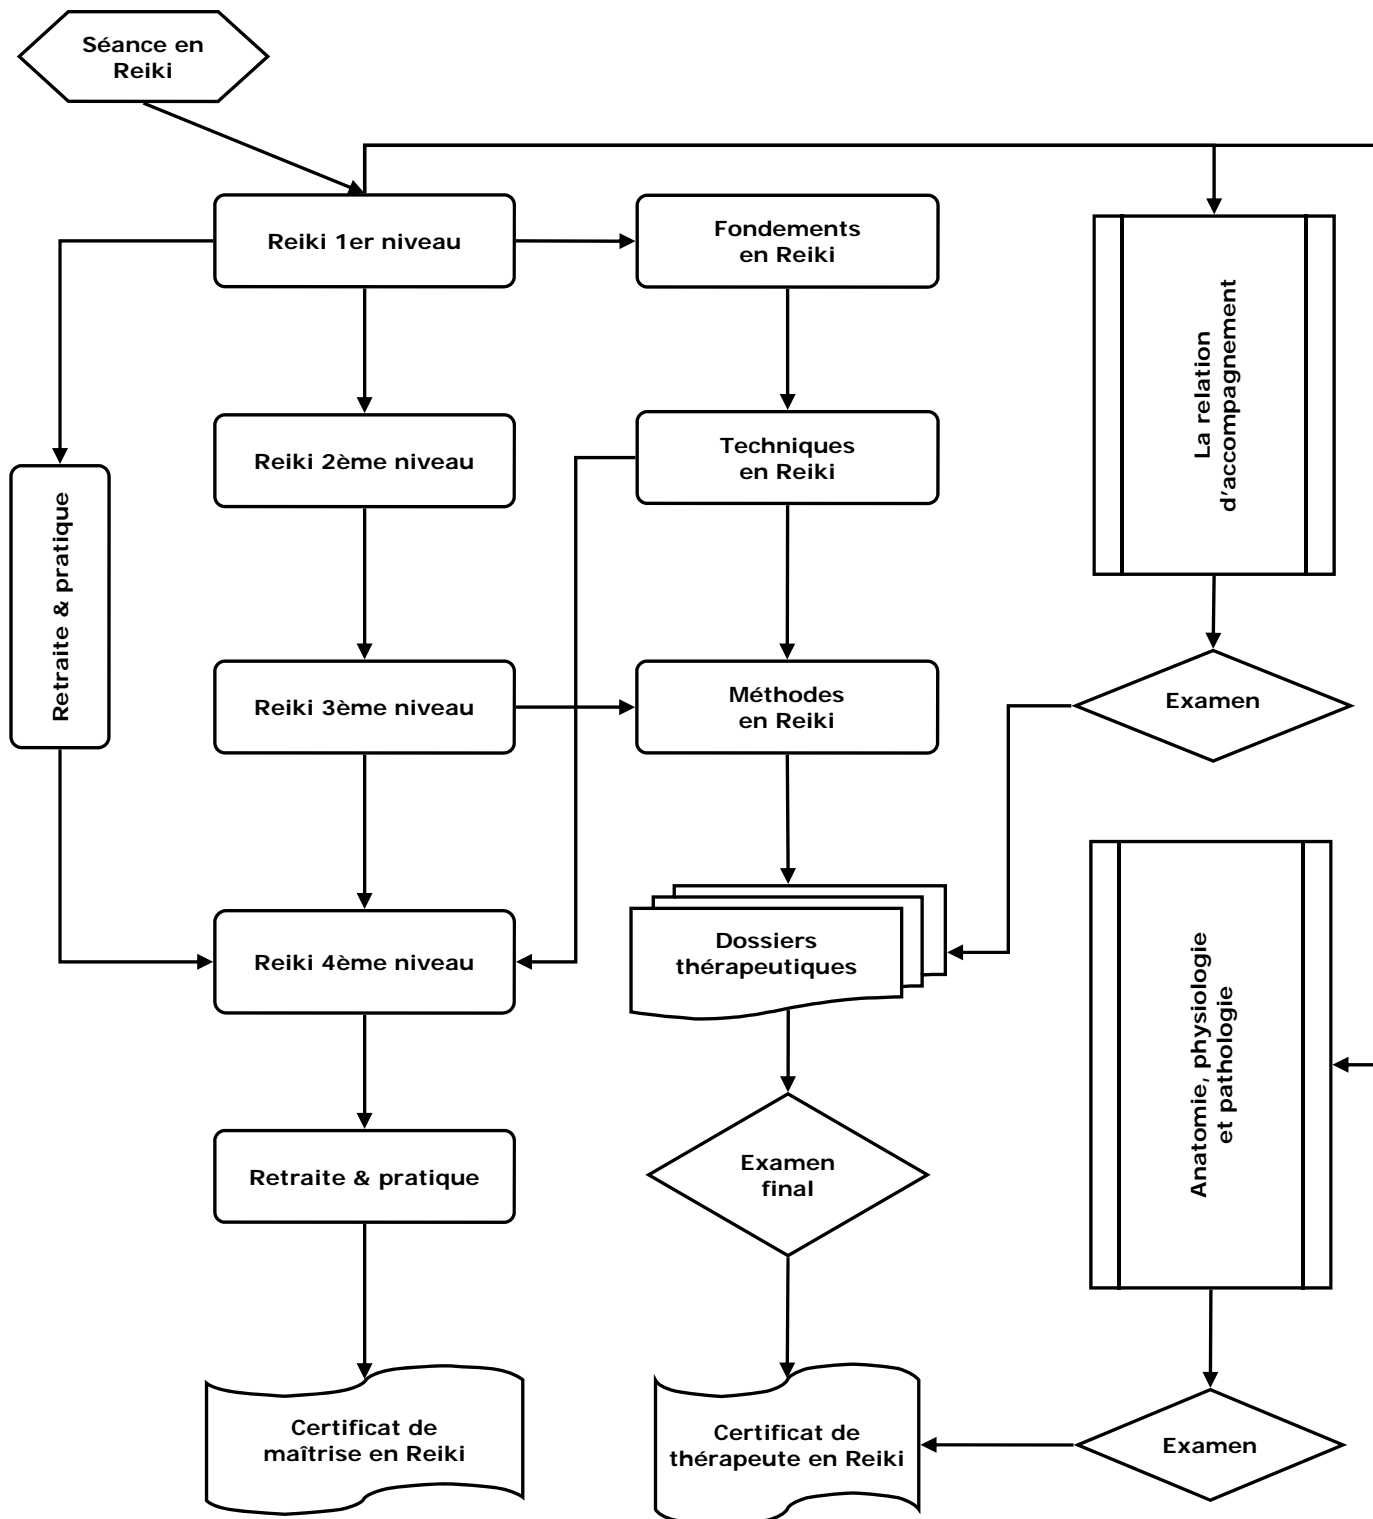 Séance en
Reiki
Reiki 1er niveau
Fondements
en Reiki
La relation
d'accompagnement
Reiki 2ème niveau
Techniques
en Reiki
Retraite & pratique
Reiki 3ème niveau
Méthodes
en Reiki
Examen
Reiki 4ème niveau
Dossiers
thérapeutiques
Anatomie, physiologie
et pathologie
Retraite & pratique
Examen
final
Certificat de
maîtrise en Reiki
Certificat de
thérapeute en Reiki
Examen